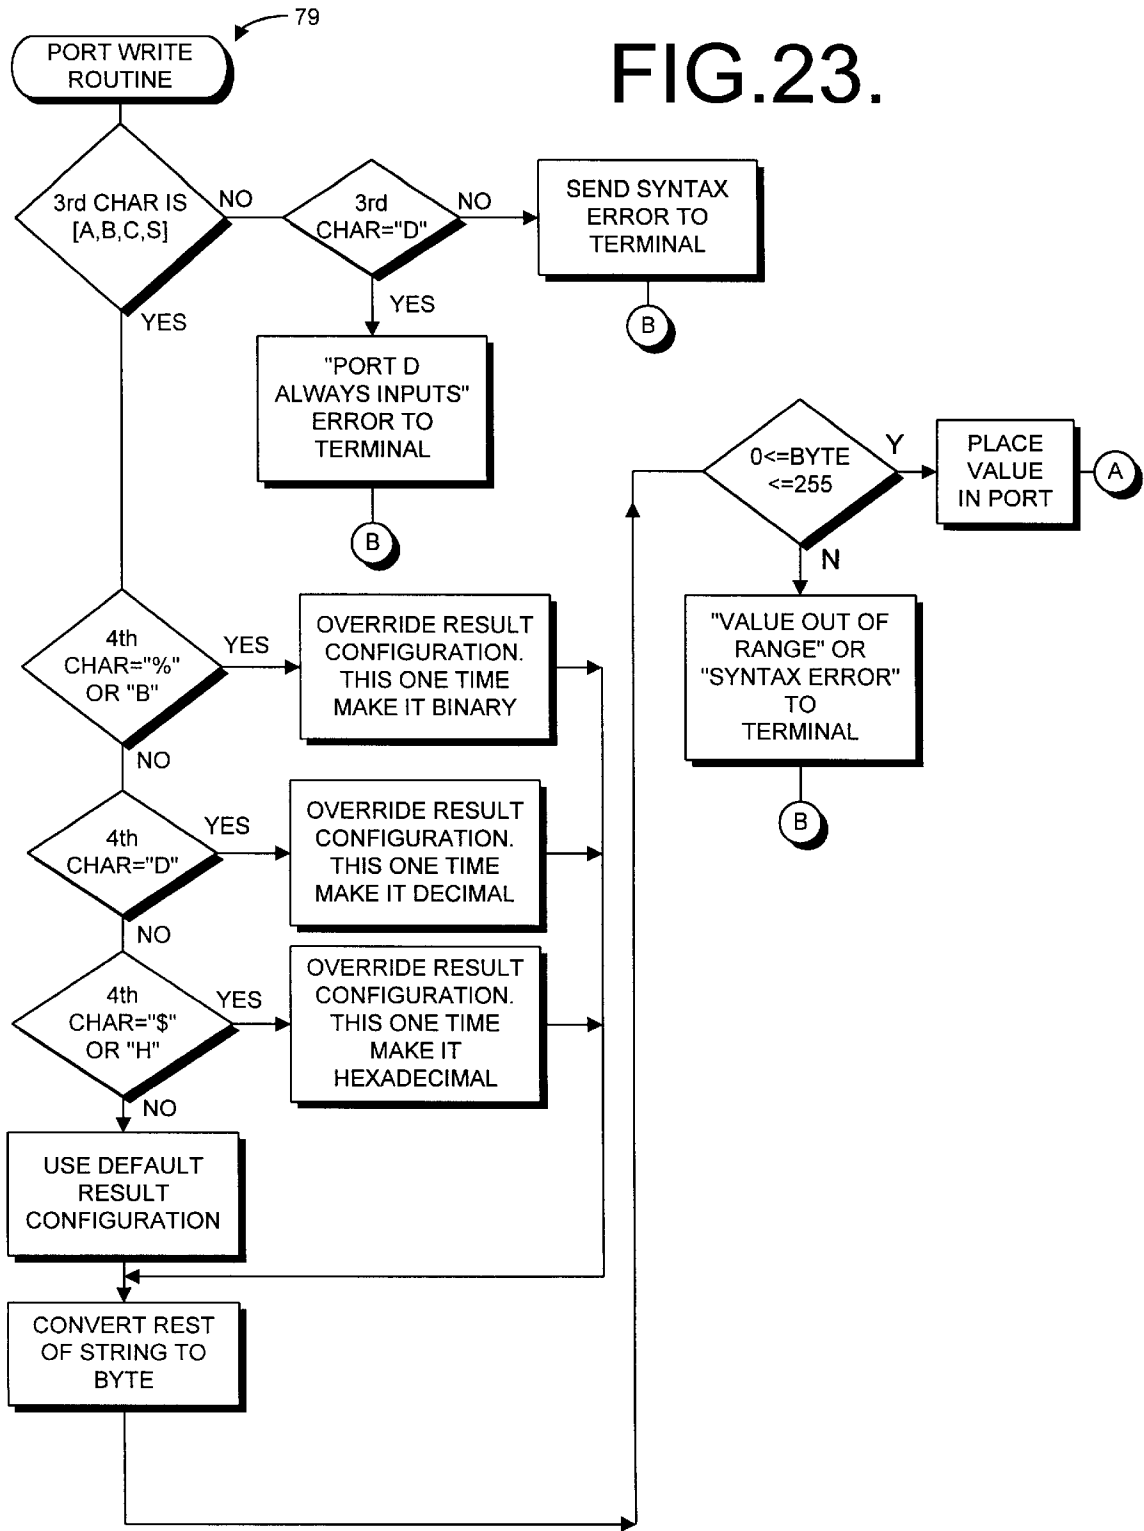 79
FIG.23.
PORT WRITE
ROUTINE
3rd CHAR IS
[A,B,C,S]
NO
3rd
CHAR="D"
NO
SEND SYNTAX
ERROR TO
TERMINAL
B
YES
YES
"PORT D
ALWAYS INPUTS"
ERROR TO
TERMINAL
B
0<=BYTE
<=255
Y
PLACE
VALUE
IN PORT
A
N
"VALUE OUT OF
RANGE" OR
"SYNTAX ERROR"
TO
TERMINAL
B
4th
CHAR="%"
OR "B"
YES
OVERRIDE RESULT
CONFIGURATION.
THIS ONE TIME
MAKE IT BINARY
NO
4th
CHAR="D"
YES
OVERRIDE RESULT
CONFIGURATION.
THIS ONE TIME
MAKE IT DECIMAL
NO
4th
CHAR="$"
OR "H"
YES
OVERRIDE RESULT
CONFIGURATION.
THIS ONE TIME
MAKE IT
HEXADECIMAL
NO
USE DEFAULT
RESULT
CONFIGURATION
CONVERT REST
OF STRING TO
BYTE